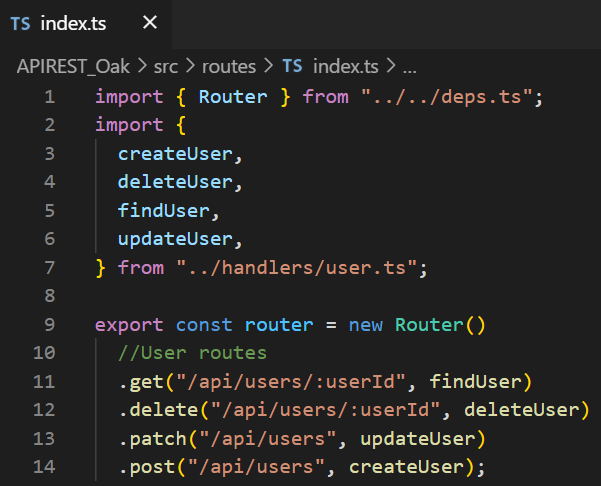 TS index.ts ×
APIREST_Oak > src > routes > TS index.ts > ...
1 import { Router } from "../../deps.ts";
2 import {
3 createUser,
4 deleteUser,
5 findUser,
6 updateUser,
7 } from "../handlers/user.ts";
8
9 export const router = new Router()
10 //User routes
11 .get("/api/users/:userId", findUser)
12 .delete("/api/users/:userId", deleteUser)
13 .patch("/api/users", updateUser)
14 .post("/api/users", createUser);